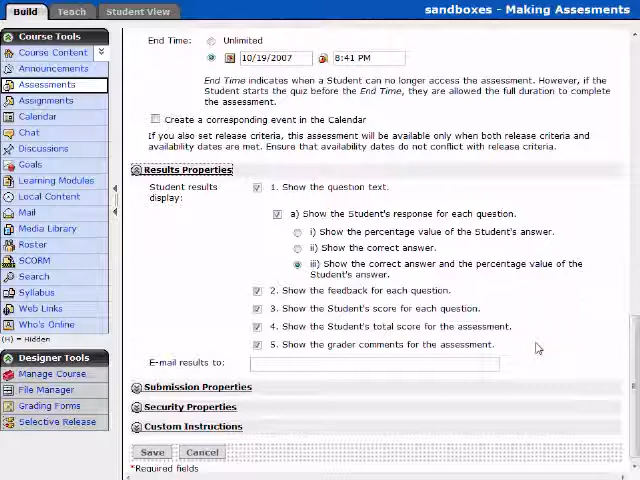 Build
Teach
Student View
sandboxes - Making Assesments
Course Tools
Course Content
Announcements
Assessments
Assignments
Calendar
Chat
Discussions
Goals
Learning Modules
Local Content
Mail
Media Library
Roster
SCORM
Search
Syllabus
Web Links
Who's Online
(H) = Hidden
Designer Tools
Manage Course...
File Manager
Grading Forms
Selective Release
End Time:
Unlimited
10/19/2007
8:41 PM
End Time indicates when a Student can no longer access the assessment. However, if the
Student starts the quiz before the End Time, they are allowed the full duration to complete
the assessment.
Create a corresponding event in the Calendar
If you also set release criteria, this assessment will be available only when both release criteria and
availability dates are met. Ensure that availability dates do not conflict with release criteria.
Results Properties
Student results
display:
1. Show the question text.
a) Show the Student's response for each question.
i) Show the percentage value of the Student's answer.
ii) Show the correct answer.
iii) Show the correct answer and the percentage value of the
Student's answer.
2. Show the feedback for each question.
3. Show the Student's score for each question.
4. Show the Student's total score for the assessment.
5. Show the grader comments for the assessment.
E-mail results to:
Submission Properties
Security Properties
Custom Instructions
Save
Cancel
*Required fields